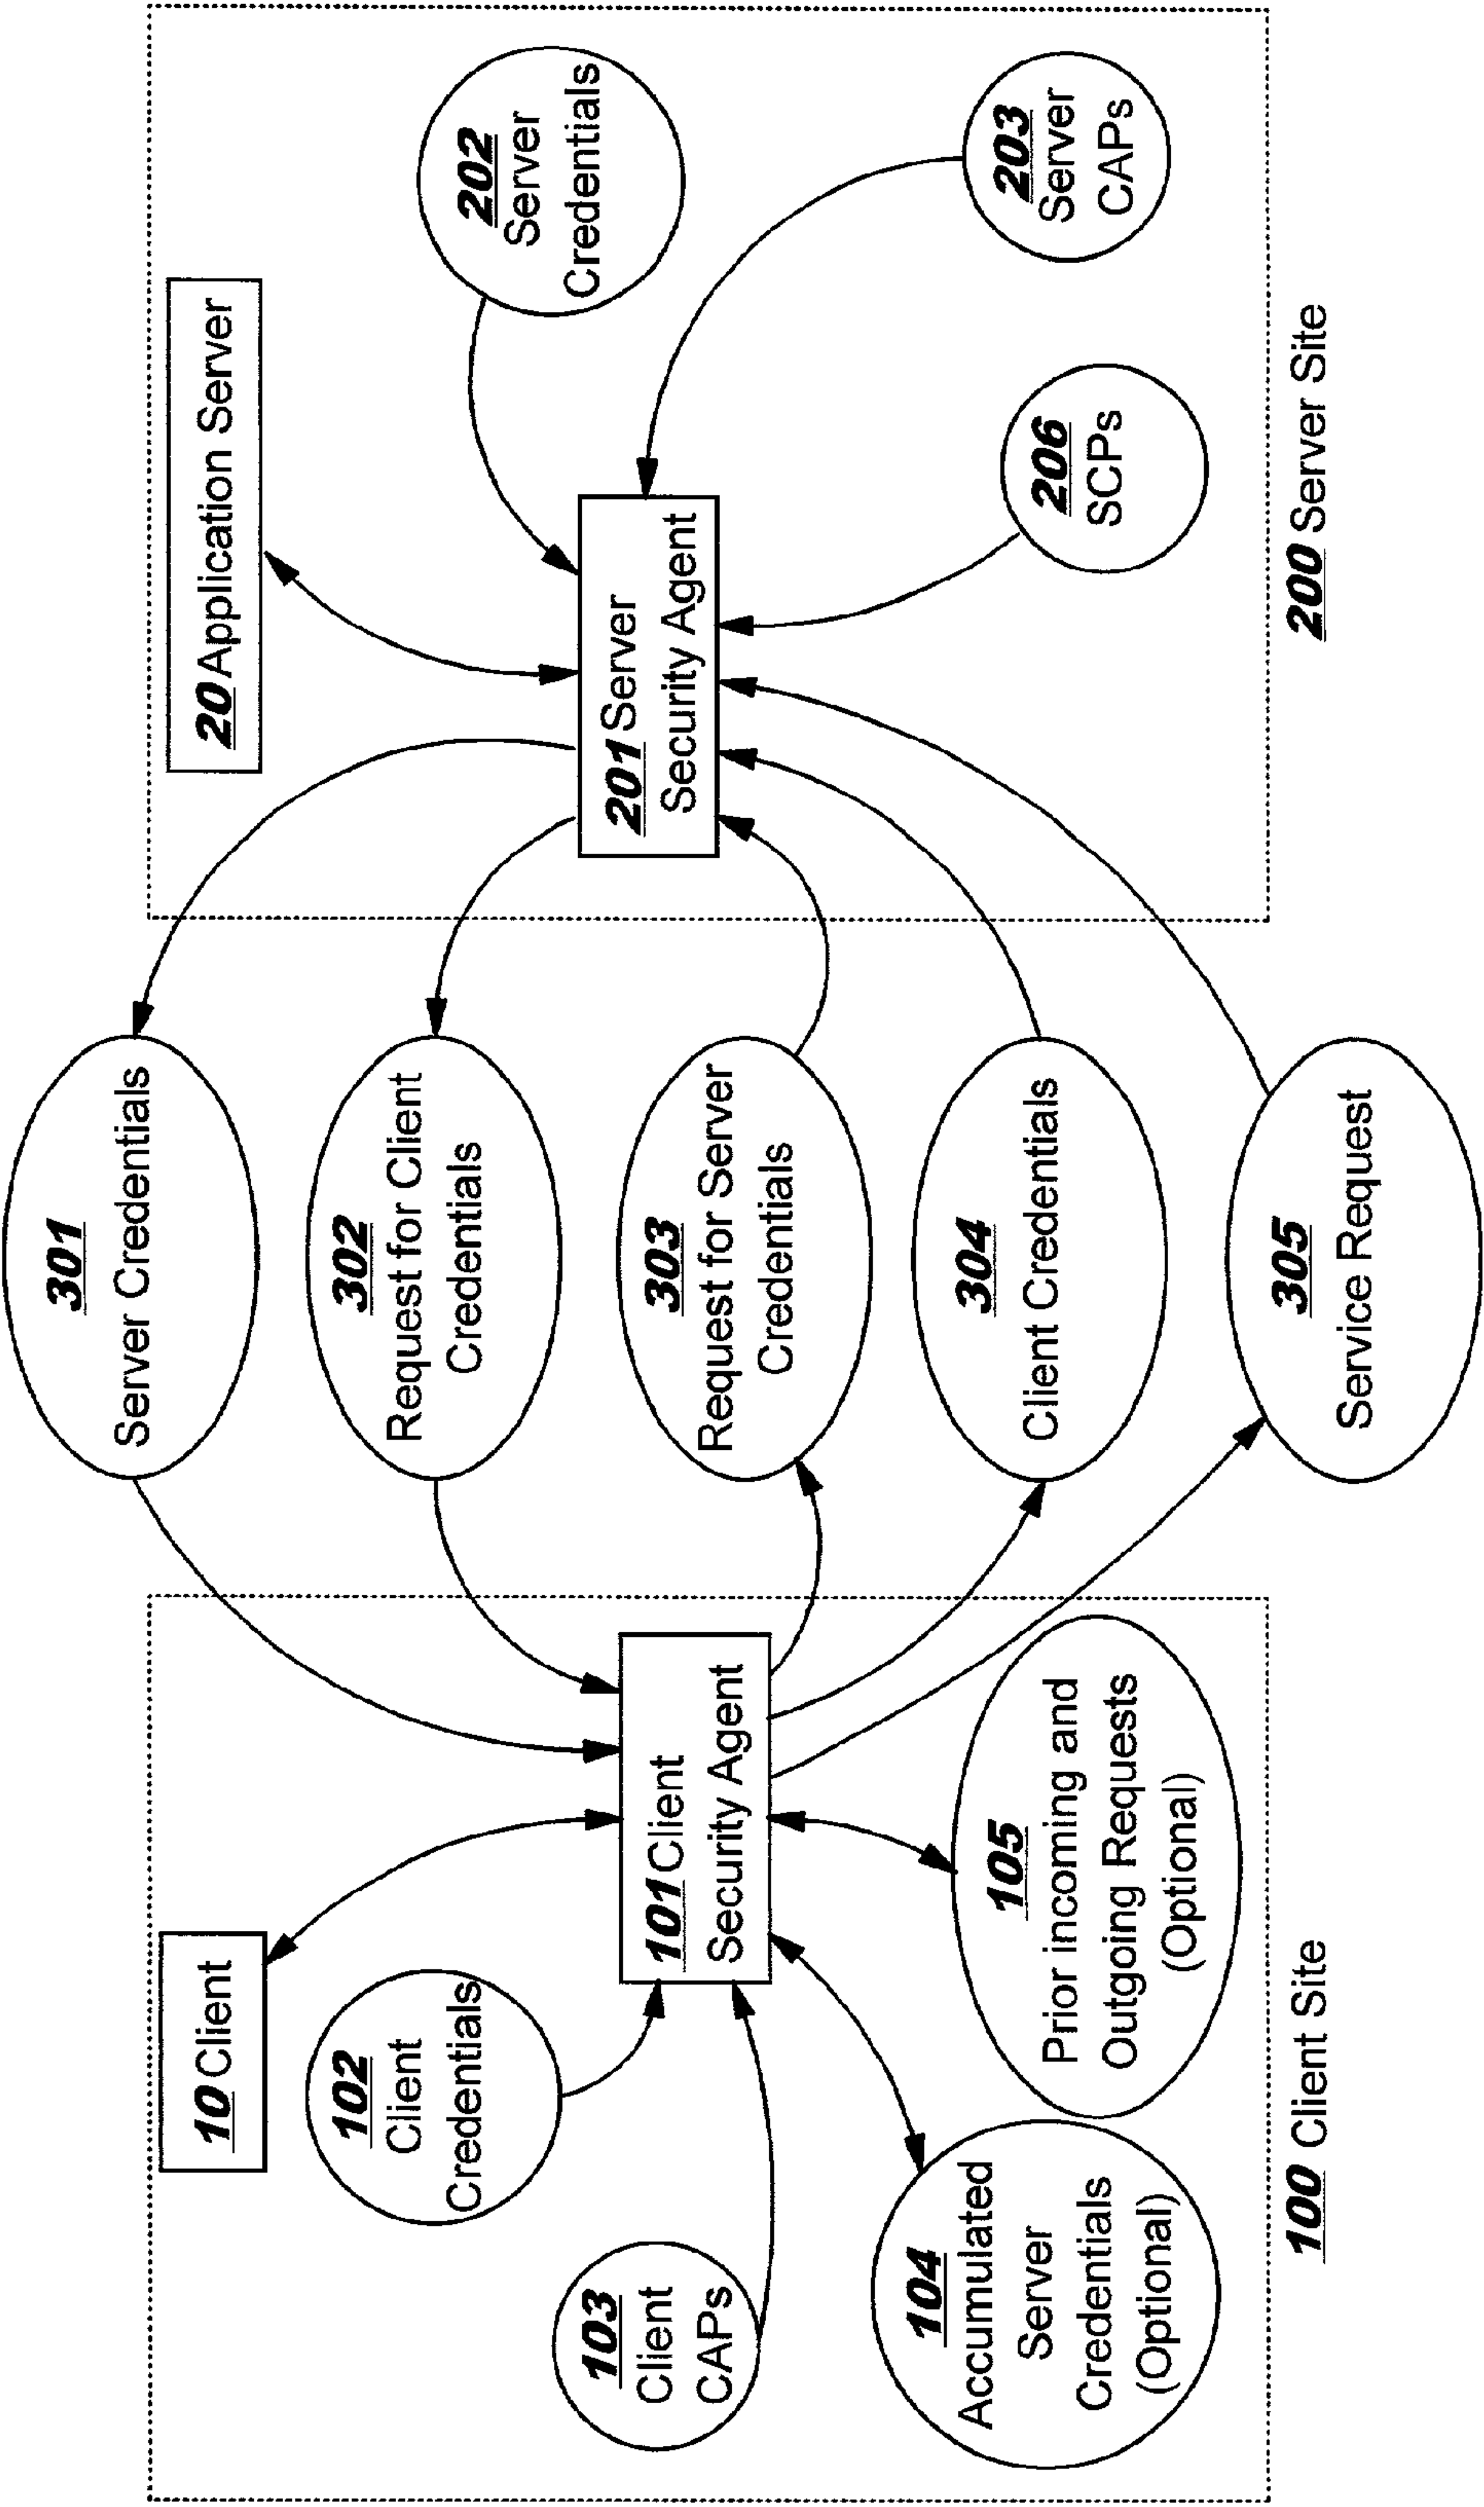 10 Client
102
Client
Credentials
103
Client
CAPs
101 Client
Security Agent
104
Accumulated
Server
Credentials
(Optional)
105
Prior incoming and
Outgoing Requests
(Optional)
100 Client Site
301
Server Credentials
302
Request for Client
Credentials
303
Request for Server
Credentials
304
Client Credentials
305
Service Request
20 Application Server
202
Server
Credentials
201 Server
Security Agent
203
Server
CAPs
206
SCPs
200 Server Site